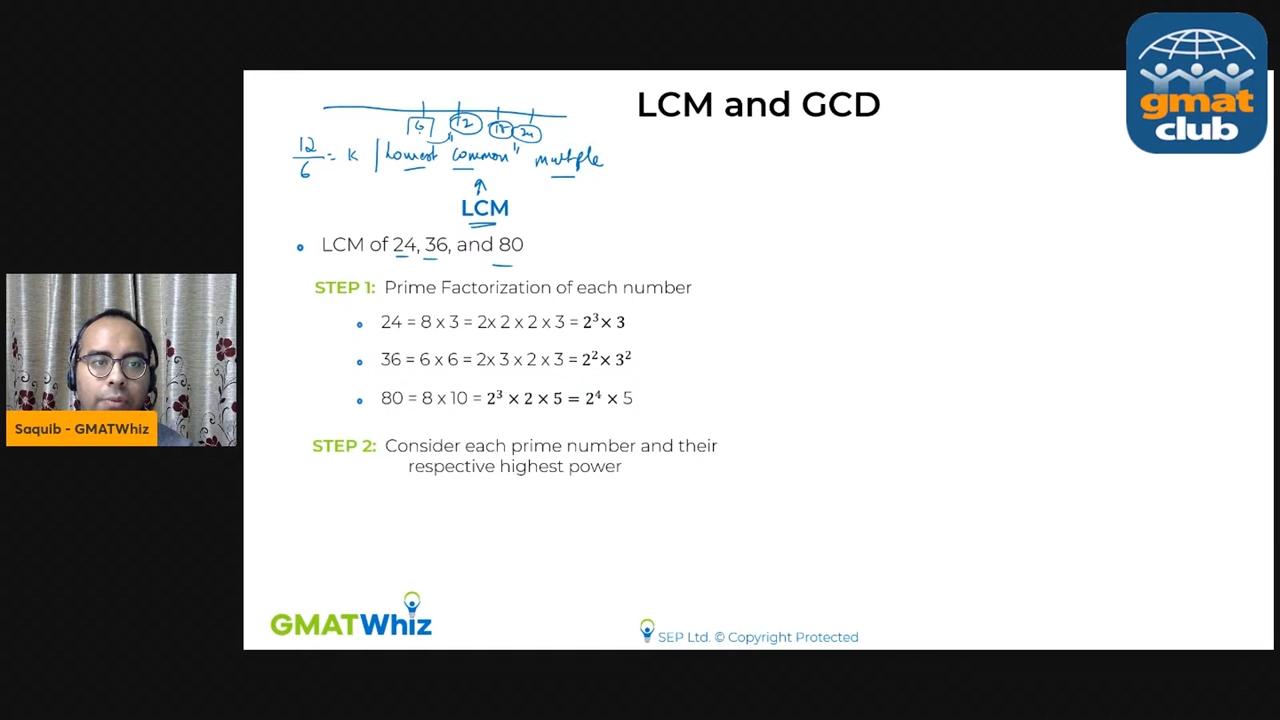 gmat
club
LCM and GCD
6 12 18 24
12/6 = K | Lowest "common" multiple
LCM
LCM of 24, 36, and 80
STEP 1: Prime Factorization of each number
24 = 8 x 3 = 2x 2 x 2 x 3 = 2³× 3
36 = 6 x 6 = 2x 3 x 2 x 3 = 2² × 3²
80 = 8 x 10 = 2³ × 2 × 5 = 2⁴ × 5
STEP 2: Consider each prime number and their
respective highest power
Saquib - GMATWhiz
GMATWhiz
SEP Ltd. © Copyright Protected